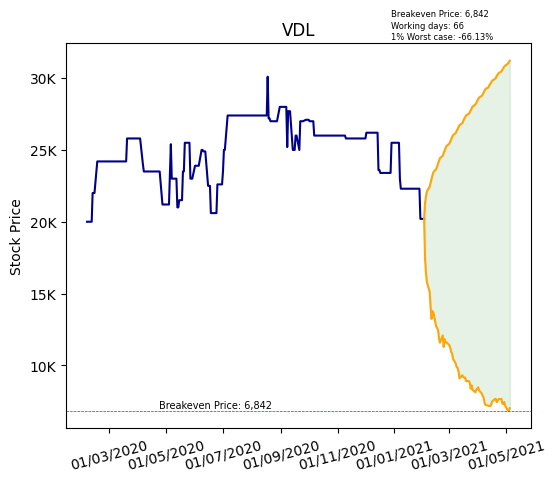 Breakeven Price: 6,842
Working days: 66
1% Worst case: -66.13%
VDL
Stock Price
30K
25K
20K
15K
10K
Breakeven Price: 6,842
01/03/2020
01/05/2020
01/07/2020
01/09/2020
01/11/2020
01/01/2021
01/03/2021
01/05/2021